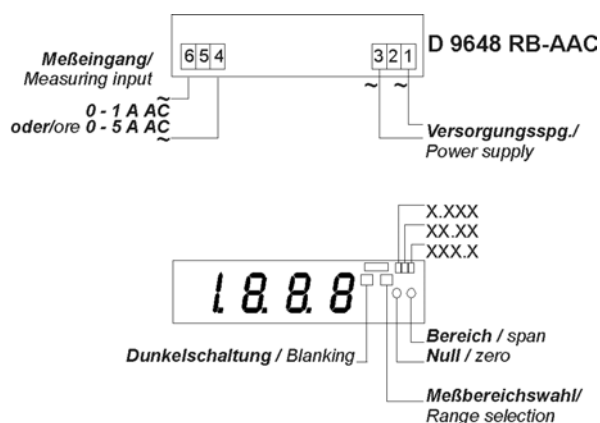 D 9648 RB-AAC
Meßeingang/
Measuring input
6 5 4
3 2 1
~
~ ~
0 - 1 A AC
oder/ore 0 - 5 A AC
~
Versorgungsspg./
Power supply
X.XXX
XX.XX
XXX.X
1.8.8.8
Bereich / span
Dunkelschaltung / Blanking
Null / zero
Meßbereichswahl/
Range selection